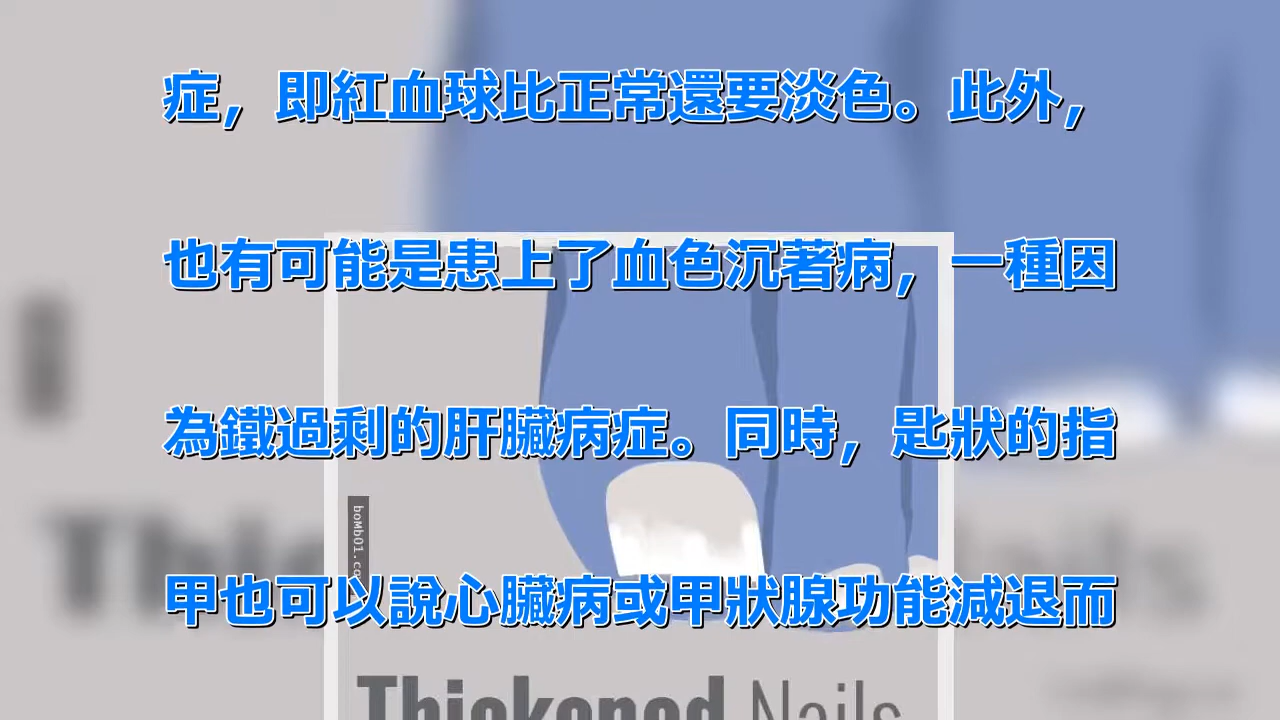 症，即紅血球比正常還要淡色。此外，
也有可能是患上了血色沉著病，一種因
為鐵過剩的肝臟病症。同時，匙狀的指
boMb01.co
甲也可以說心臟病或甲狀腺功能減退而
Thickened Nails